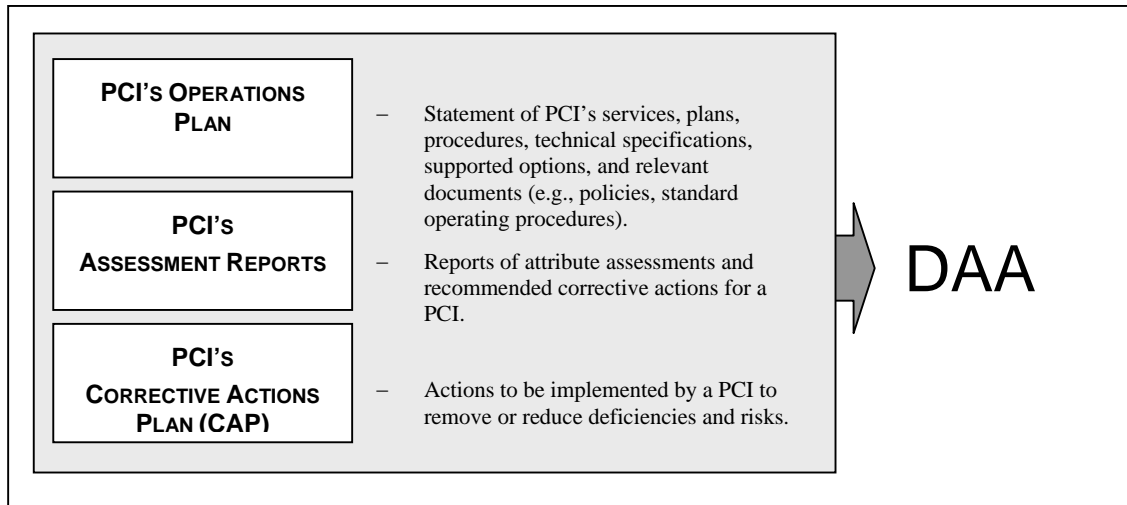 PCI'S OPERATIONS
PLAN
– Statement of PCI's services, plans,
procedures, technical specifications,
supported options, and relevant
documents (e.g., policies, standard
operating procedures).
PCI'S
ASSESSMENT REPORTS
– Reports of attribute assessments and
recommended corrective actions for a
PCI.
PCI'S
CORRECTIVE ACTIONS
PLAN (CAP)
– Actions to be implemented by a PCI to
remove or reduce deficiencies and risks.
DAA